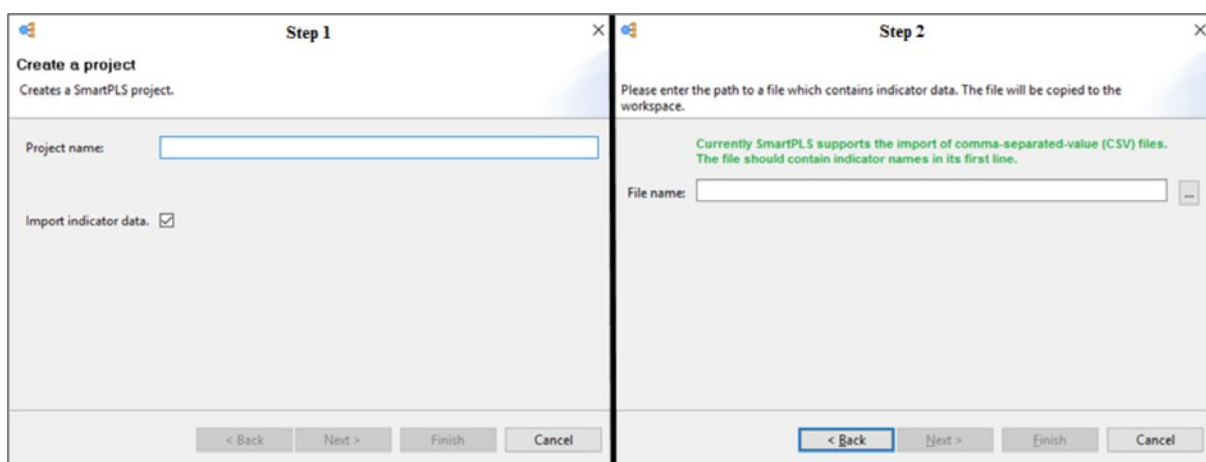 Step 1
Create a project
Creates a SmartPLS project.
Project name:
Import indicator data.
< Back Next > Finish Cancel
Step 2
Please enter the path to a file which contains indicator data. The file will be copied to the
workspace.
Currently SmartPLS supports the import of comma-separated-value (CSV) files.
The file should contain indicator names in its first line.
File name: ...
< Back Next > Finish Cancel